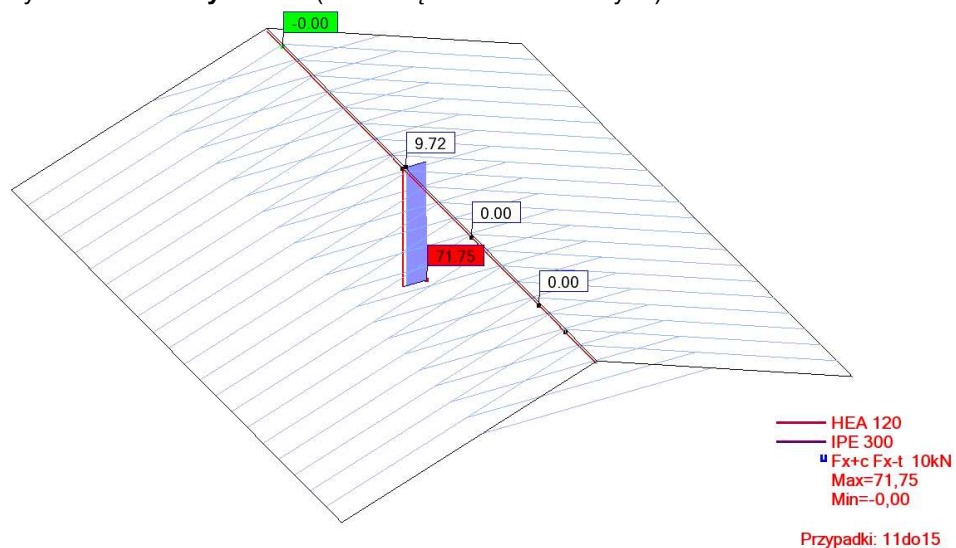 -0.00
9.72
0.00
71.75
0.00
HEA 120
IPE 300
Fx+c Fx-t 10kN
Max=71,75
Min=-0,00
Przypadki: 11do15